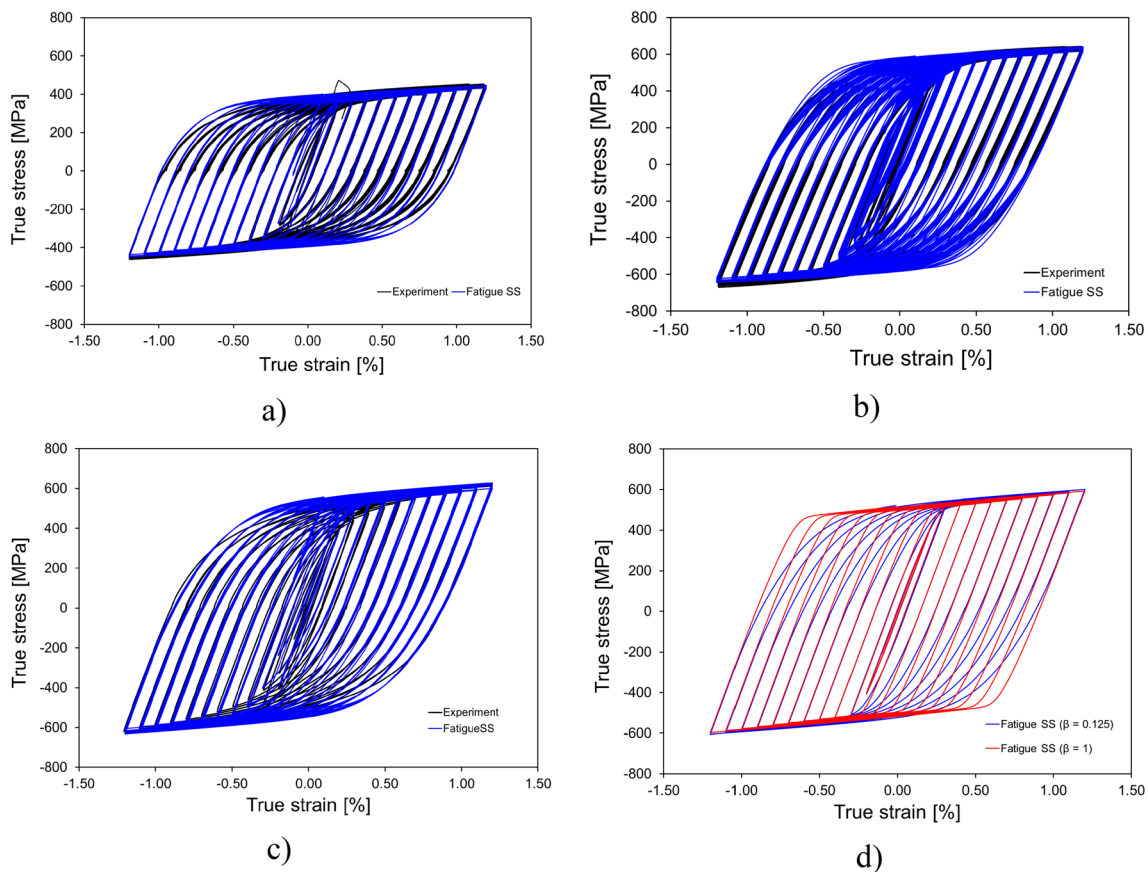 800
600
400
200
0
-200
-400
-600
-800
True stress [MPa]
Experiment Fatigue SS
-1.50 -1.00 -0.50 0.00 0.50 1.00 1.50
True strain [%]
a)
800
600
400
200
0
-200
-400
-600
-800
True stress [MPa]
Experiment
Fatigue SS
-1.50 -1.00 -0.50 0.00 0.50 1.00 1.50
True strain [%]
b)
800
600
400
200
0
-200
-400
-600
-800
True stress [MPa]
Experiment
FatigueSS
-1.50 -1.00 -0.50 0.00 0.50 1.00 1.50
True strain [%]
c)
800
600
400
200
0
-200
-400
-600
-800
True stress [MPa]
Fatigue SS (β = 0.125)
Fatigue SS (β = 1)
-1.50 -1.00 -0.50 0.00 0.50 1.00 1.50
True strain [%]
d)